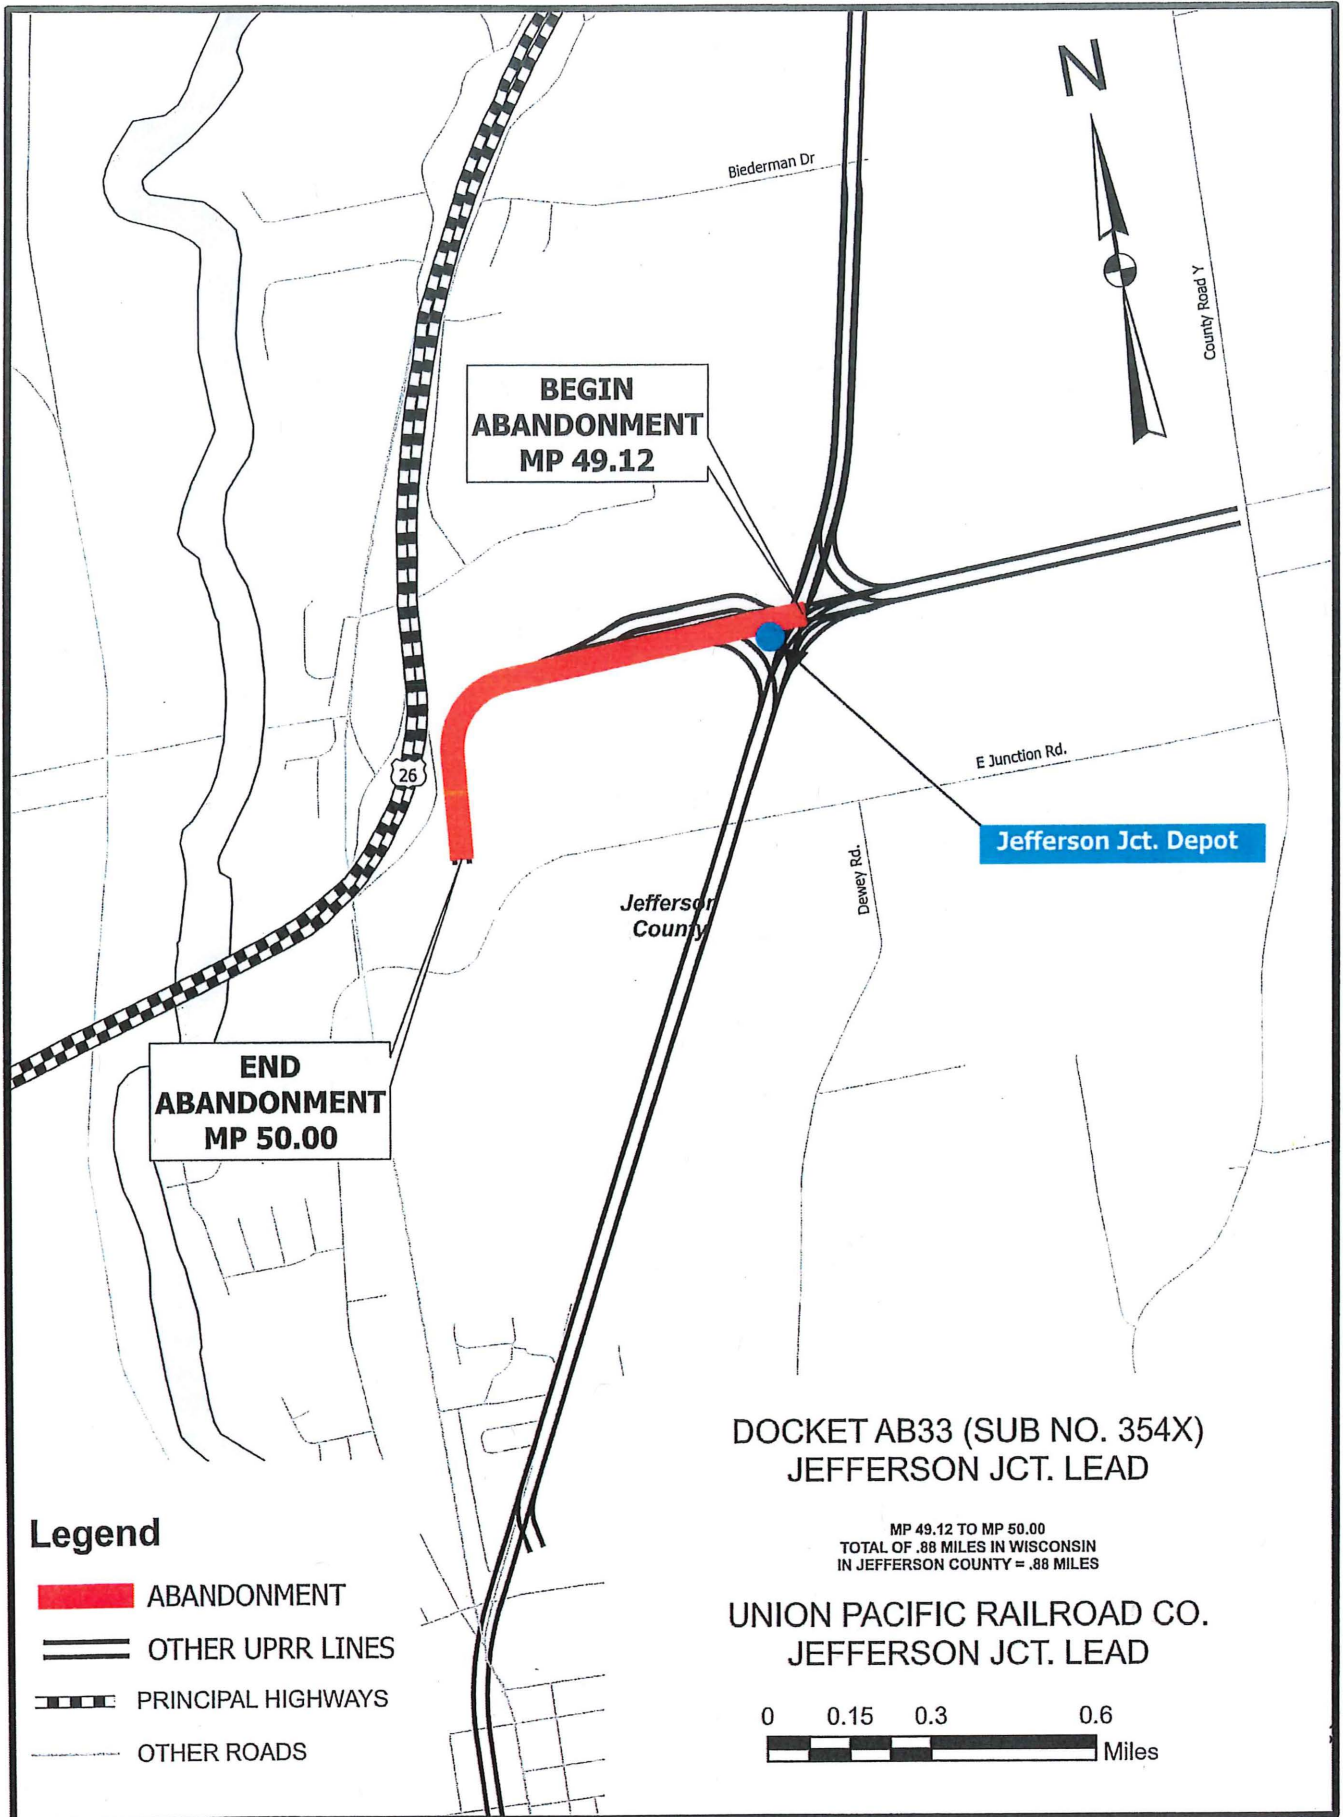 N
Biederman Dr
County Road Y
BEGIN
ABANDONMENT
MP 49.12
26
E Junction Rd.
Jefferson Jct. Depot
Dewey Rd.
Jefferson
County
END
ABANDONMENT
MP 50.00
DOCKET AB33 (SUB NO. 354X)
JEFFERSON JCT. LEAD
MP 49.12 TO MP 50.00
TOTAL OF .88 MILES IN WISCONSIN
IN JEFFERSON COUNTY = .88 MILES
UNION PACIFIC RAILROAD CO.
JEFFERSON JCT. LEAD
0 0.15 0.3 0.6
Miles
Legend
ABANDONMENT
OTHER UPRR LINES
PRINCIPAL HIGHWAYS
OTHER ROADS